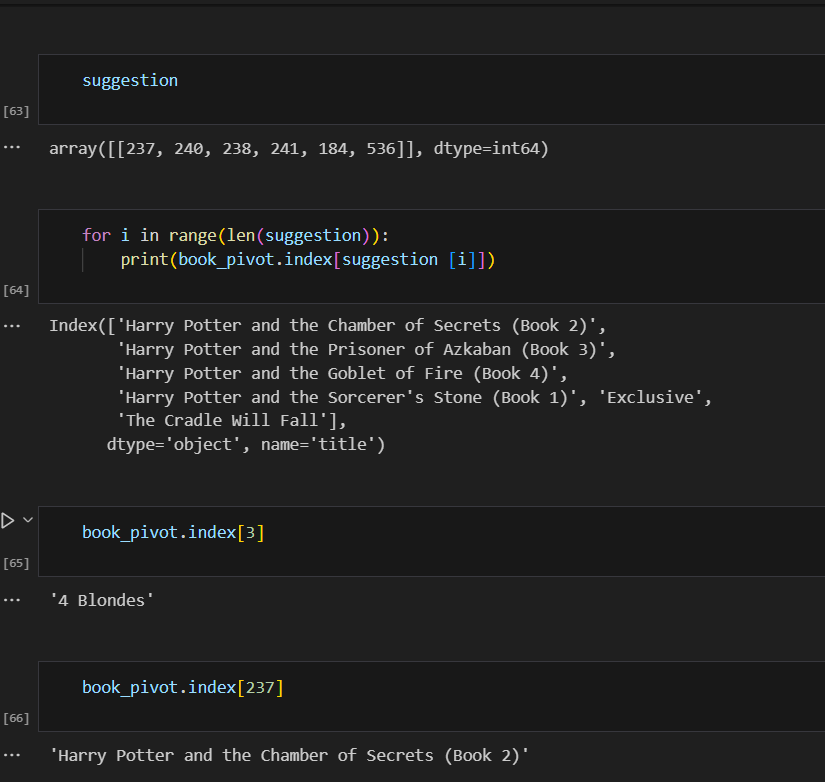 suggestion
[63]
... array([[237, 240, 238, 241, 184, 536]], dtype=int64)
for i in range(len(suggestion)):
    print(book_pivot.index[suggestion [i]])
[64]
... Index(['Harry Potter and the Chamber of Secrets (Book 2)',
       'Harry Potter and the Prisoner of Azkaban (Book 3)',
       'Harry Potter and the Goblet of Fire (Book 4)',
       'Harry Potter and the Sorcerer's Stone (Book 1)', 'Exclusive',
       'The Cradle Will Fall'],
      dtype='object', name='title')
book_pivot.index[3]
[65]
... '4 Blondes'
book_pivot.index[237]
[66]
... 'Harry Potter and the Chamber of Secrets (Book 2)'